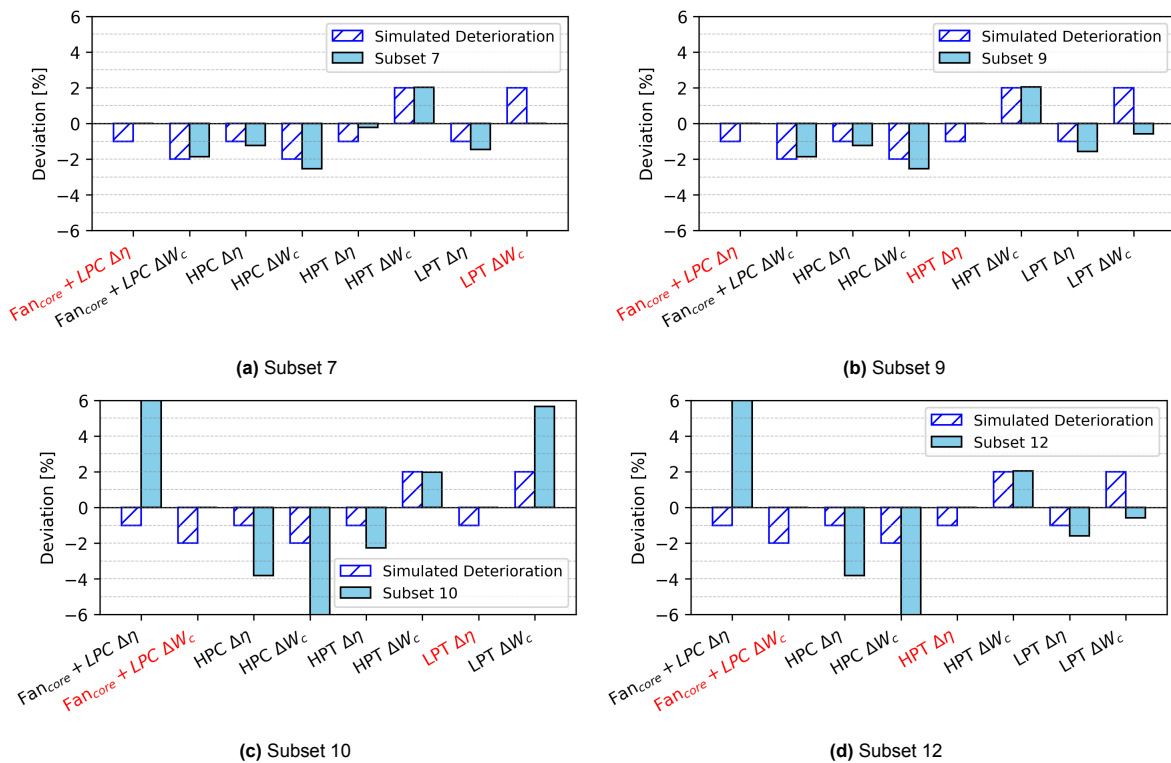 6
4
2
0
−2
−4
−6
Deviation [%]
Simulated Deterioration
Subset 7
Fan_core + LPC Δη
Fan_core + LPC ΔW_c
HPC Δη
HPC ΔW_c
HPT Δη
HPT ΔW_c
LPT Δη
LPT ΔW_c
(a) Subset 7
6
4
2
0
−2
−4
−6
Deviation [%]
Simulated Deterioration
Subset 9
Fan_core + LPC Δη
Fan_core + LPC ΔW_c
HPC Δη
HPC ΔW_c
HPT Δη
HPT ΔW_c
LPT Δη
LPT ΔW_c
(b) Subset 9
6
4
2
0
−2
−4
−6
Deviation [%]
Simulated Deterioration
Subset 10
Fan_core + LPC Δη
Fan_core + LPC ΔW_c
HPC Δη
HPC ΔW_c
HPT Δη
HPT ΔW_c
LPT Δη
LPT ΔW_c
(c) Subset 10
6
4
2
0
−2
−4
−6
Deviation [%]
Simulated Deterioration
Subset 12
Fan_core + LPC Δη
Fan_core + LPC ΔW_c
HPC Δη
HPC ΔW_c
HPT Δη
HPT ΔW_c
LPT Δη
LPT ΔW_c
(d) Subset 12